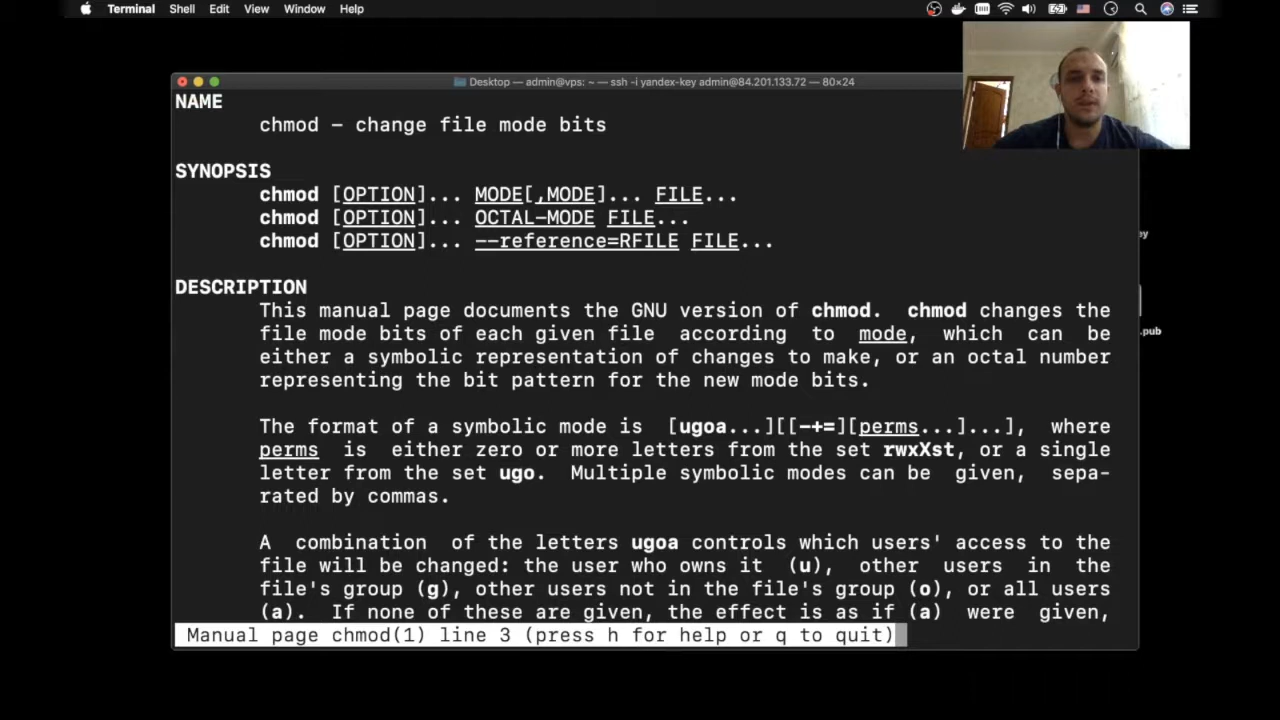 Terminal Shell Edit View Window Help
Desktop — admin@vps: ~ — ssh -i yandex-key admin@84.201.133.72 — 80×24
NAME
chmod - change file mode bits
SYNOPSIS
chmod [OPTION]... MODE[,MODE]... FILE...
chmod [OPTION]... OCTAL-MODE FILE...
chmod [OPTION]... --reference=RFILE FILE...
ey
DESCRIPTION
This manual page documents the GNU version of chmod. chmod changes the
file mode bits of each given file according to mode, which can be
.pub
either a symbolic representation of changes to make, or an octal number
representing the bit pattern for the new mode bits.
The format of a symbolic mode is [ugoa...][[-+=][perms...]...], where
perms is either zero or more letters from the set rwxXst, or a single
letter from the set ugo. Multiple symbolic modes can be given, sepa-
rated by commas.
A combination of the letters ugoa controls which users' access to the
file will be changed: the user who owns it (u), other users in the
file's group (g), other users not in the file's group (o), or all users
(a). If none of these are given, the effect is as if (a) were given,
Manual page chmod(1) line 3 (press h for help or q to quit)